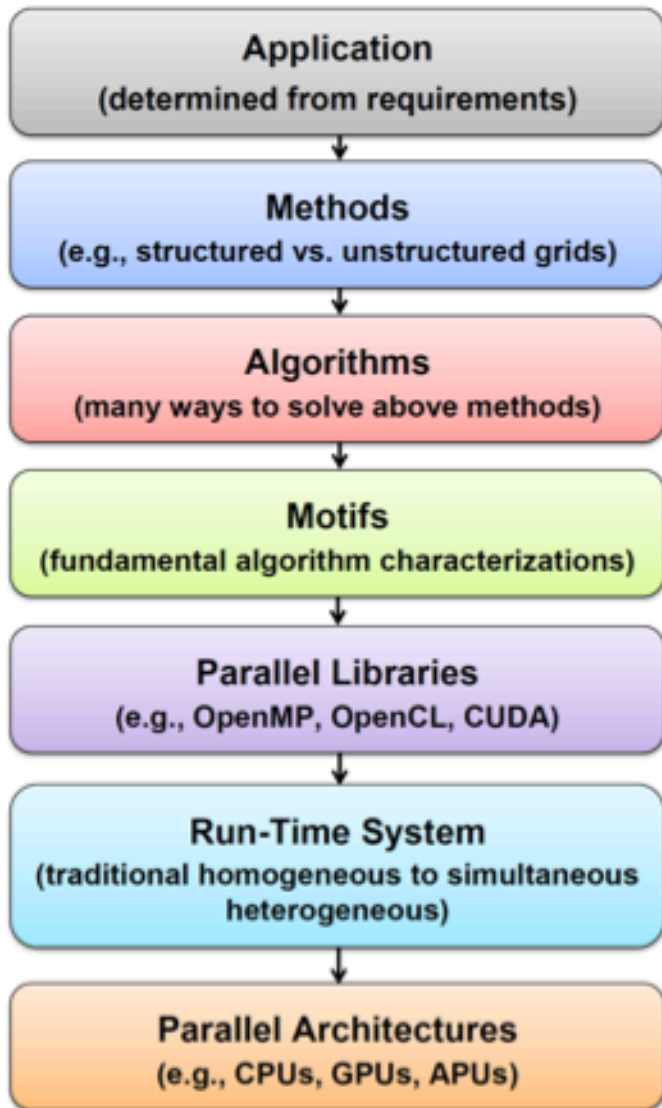 Application
(determined from requirements)
Methods
(e.g., structured vs. unstructured grids)
Algorithms
(many ways to solve above methods)
Motifs
(fundamental algorithm characterizations)
Parallel Libraries
(e.g., OpenMP, OpenCL, CUDA)
Run-Time System
(traditional homogeneous to simultaneous
heterogeneous)
Parallel Architectures
(e.g., CPUs, GPUs, APUs)